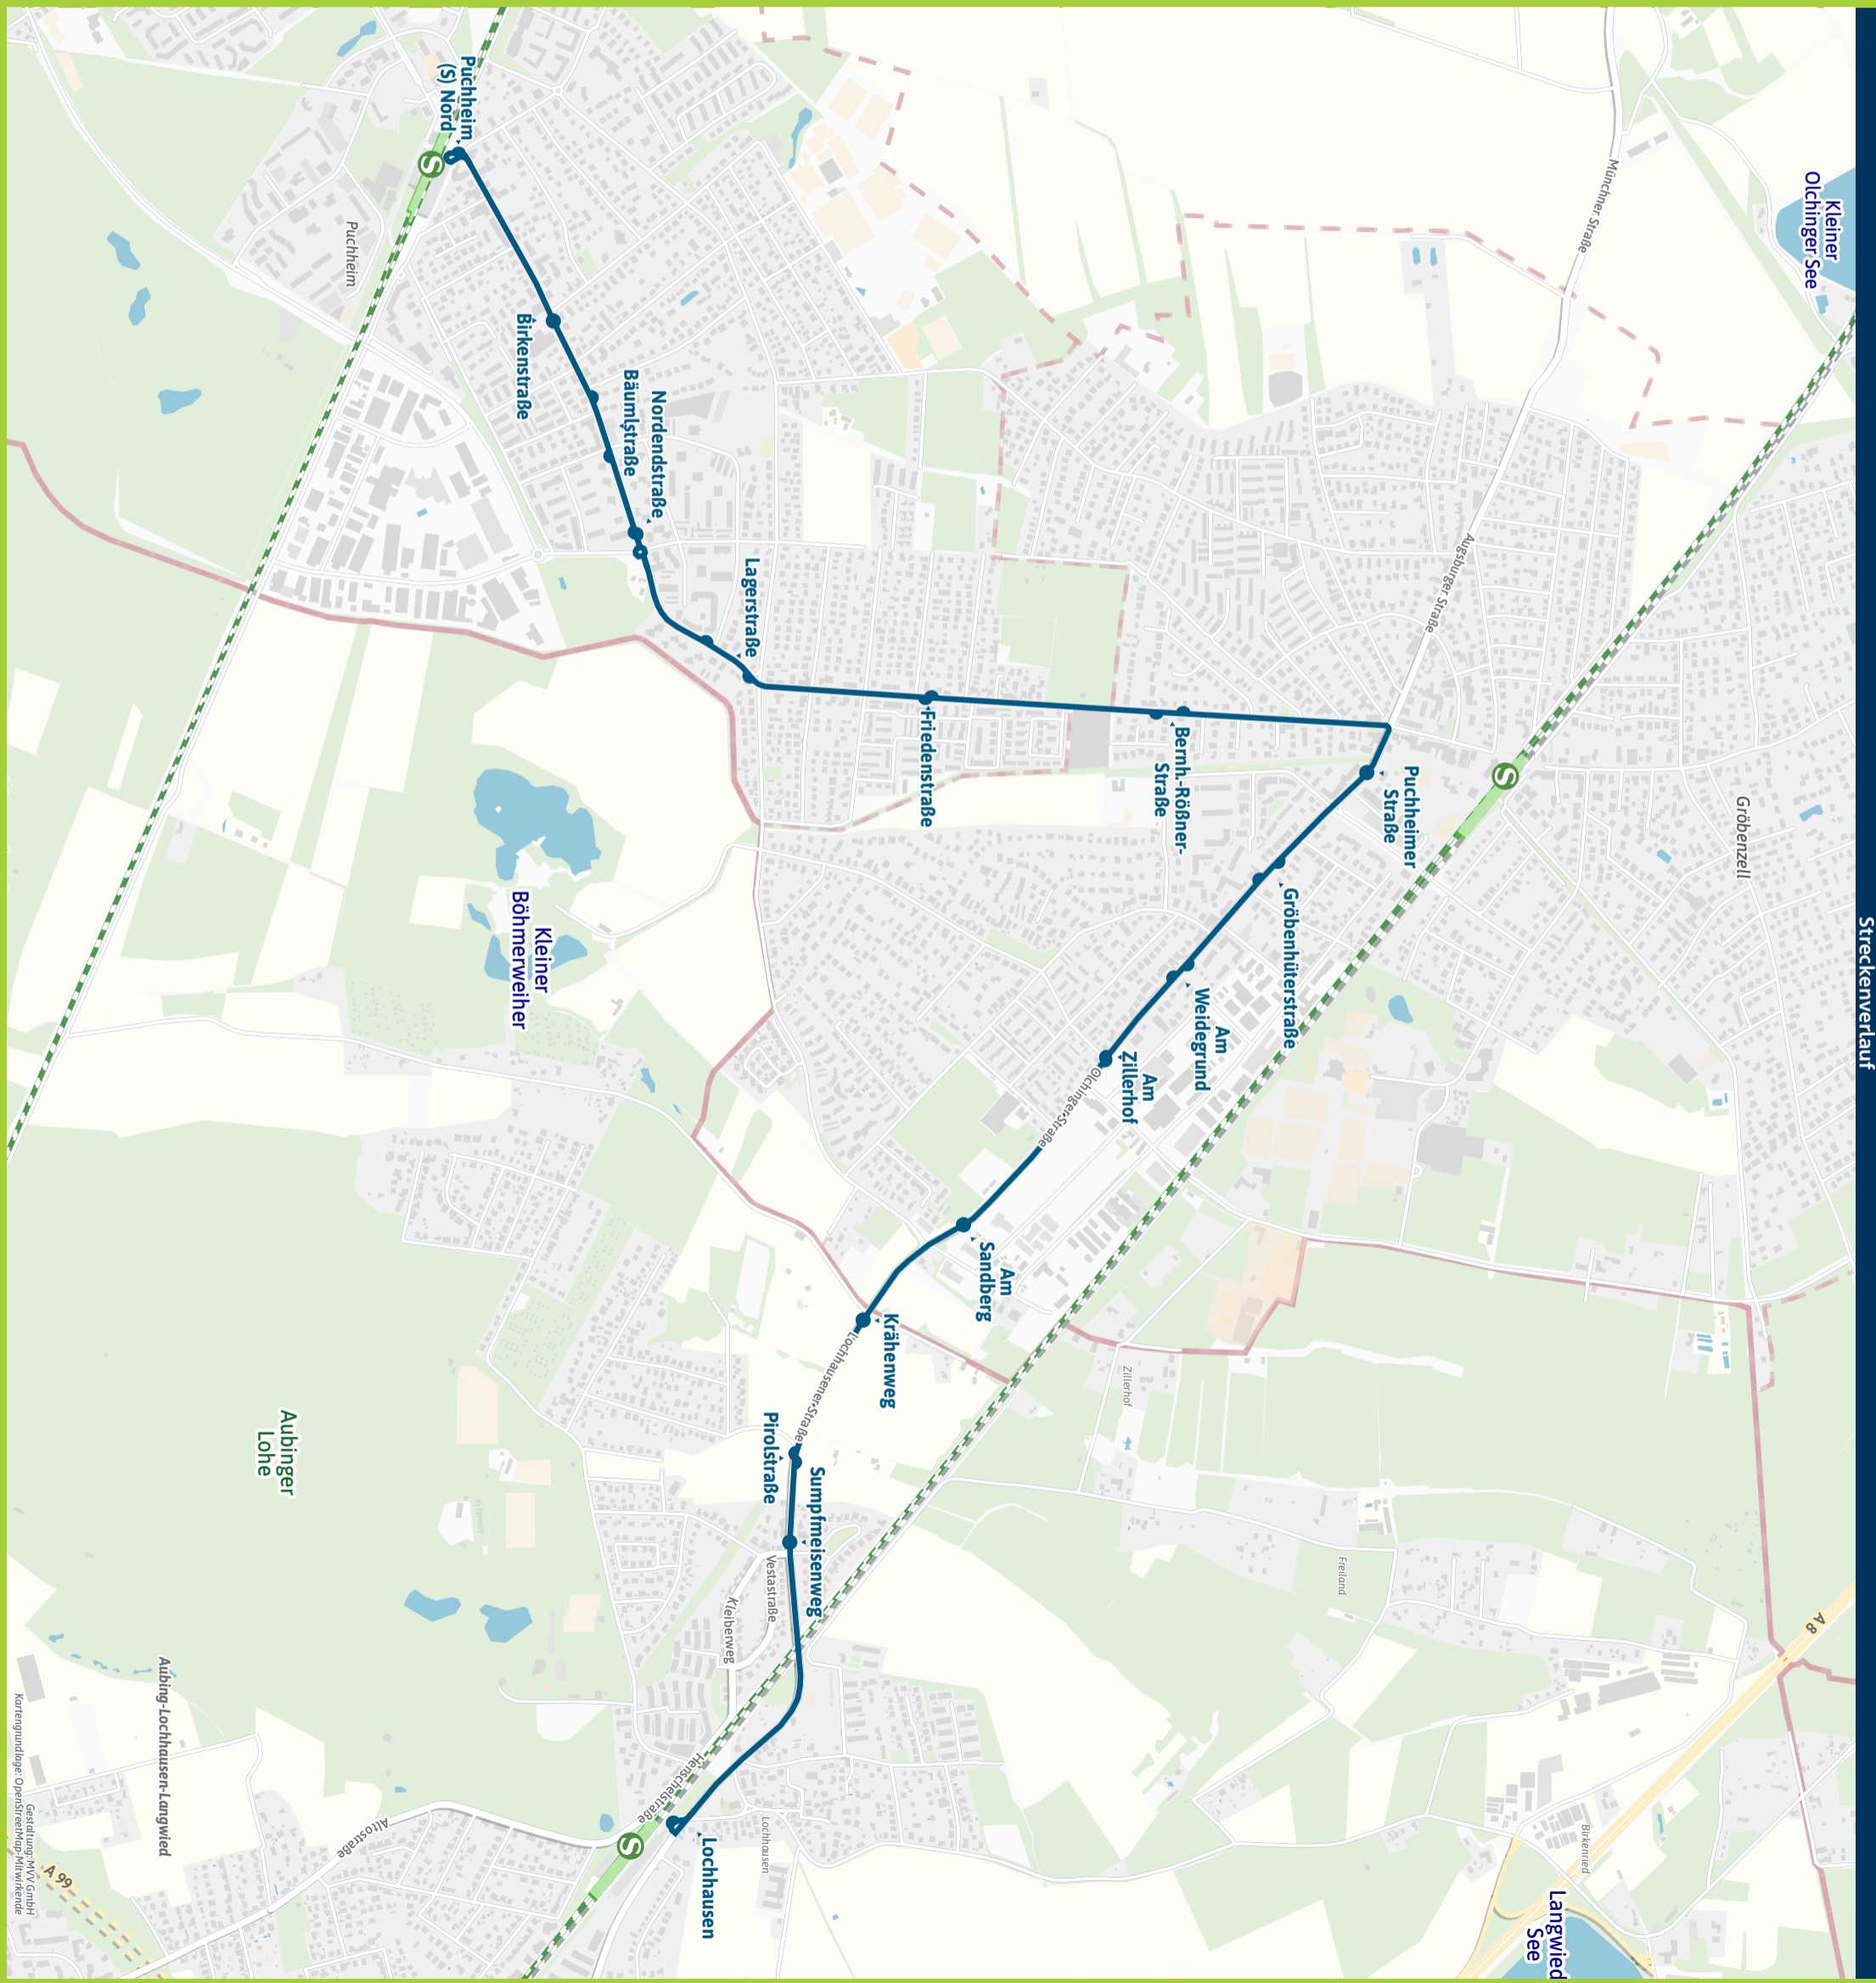 Streckenverlauf
Kleiner
Olchinger See
Münchner Straße
Puchheim
(S) Nord
S
Puchheim
Birkenstraße
Bäumlstraße
Nordendstraße
Lagerstraße
Friedenstraße
Bernh.-Rößner-
Straße
Augsburger Straße
Puchheimer
Straße
S
Gröbenzell
Gröbenhüterstraße
Am
Weidegrund
Am
Zillerhof
Olchinger Straße
Kleiner
Böhmerweiher
Am
Sandberg
Krähenweg
Lochhausener Straße
Zillerhof
Pirolstraße
Sumpfmeisenweg
Vestastraße
Kleiberweg
Freiland
A 8
Aubinger
Lohe
Henschelstraße
S
Lochhausen
Lochhausen
Birkenried
Langwied
See
Aubing-Lochhausen-Langwied
Altostraße
A 99
Gestaltung: MVV GmbH
Kartengrundlage: OpenStreetMap-Mitwirkende